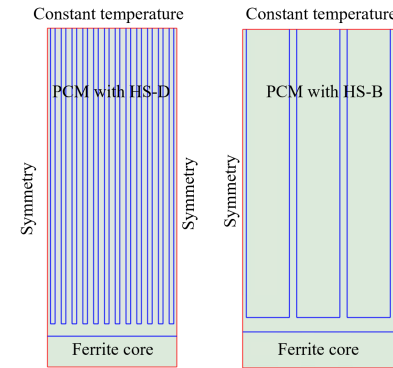 Constant temperature
Constant temperature
PCM with HS-D
PCM with HS-B
Symmetry
Symmetry
Symmetry
Ferrite core
Ferrite core